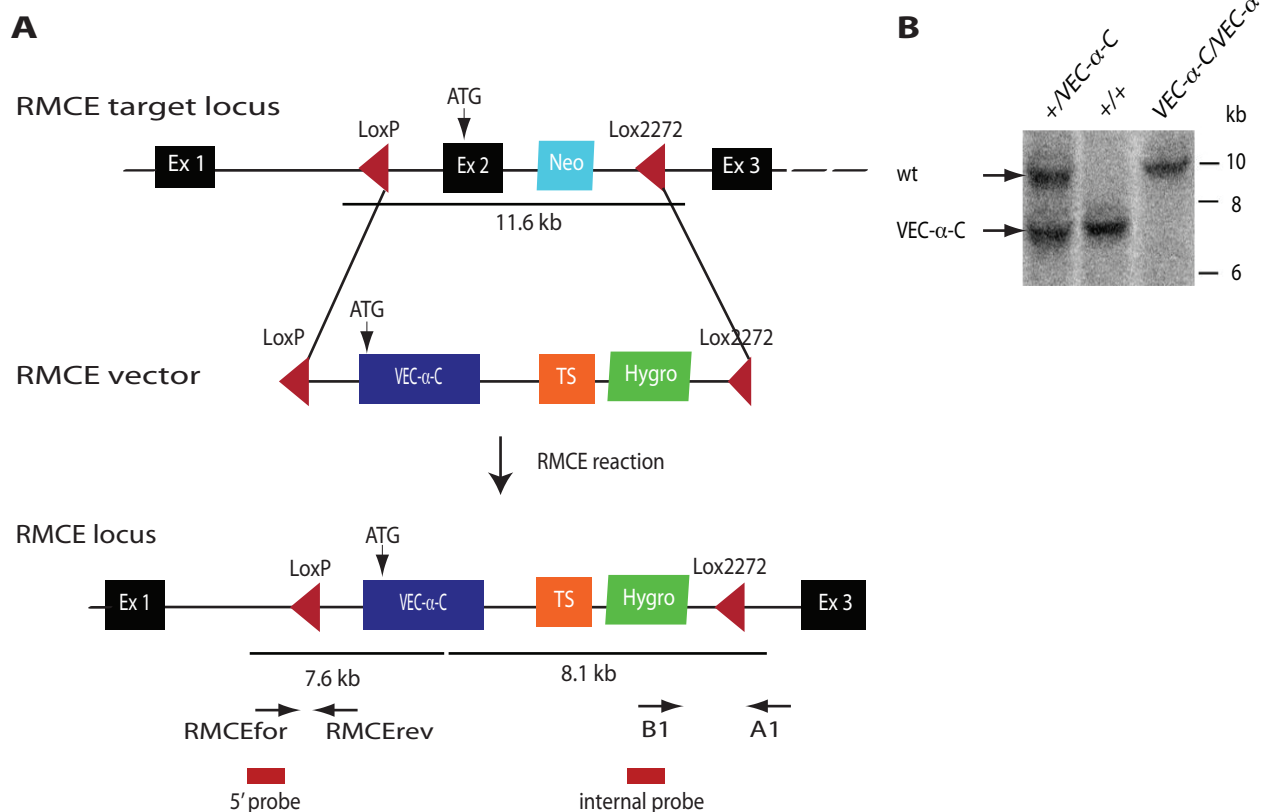 A
RMCE target locus
ATG
LoxP
Lox2272
Ex 1
Ex 2
Neo
Ex 3
11.6 kb
ATG
LoxP
Lox2272
RMCE vector
VEC-α-C
TS
Hygro
RMCE reaction
RMCE locus
ATG
LoxP
Lox2272
Ex 1
VEC-α-C
TS
Hygro
Ex 3
7.6 kb
8.1 kb
RMCEfor
RMCErev
B1
A1
5' probe
internal probe
B
+/VEC-α-C
+/+
VEC-α-C/VEC-α
kb
wt
10
8
VEC-α-C
6